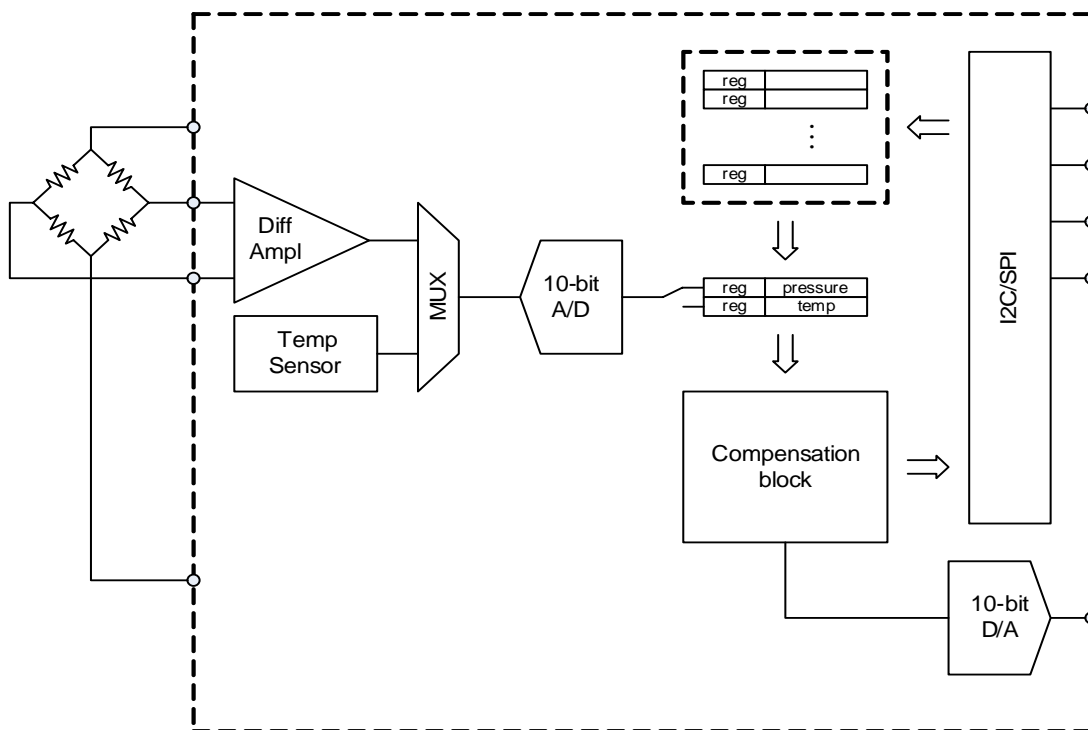 reg
reg
⋮
reg
Diff
Ampl
MUX
10-bit
A/D
reg pressure
reg temp
I2C/SPI
Temp
Sensor
Compensation
block
10-bit
D/A